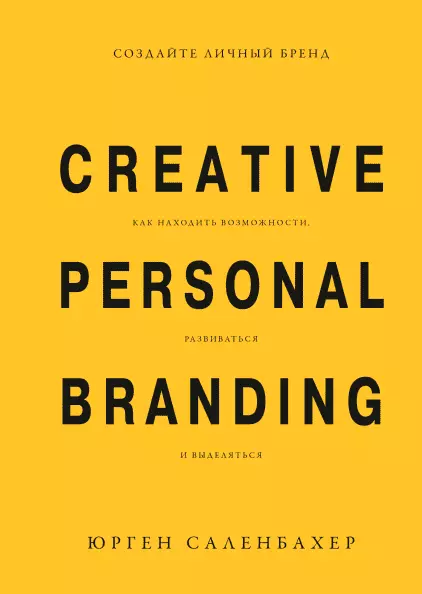 СОЗДАЙТЕ ЛИЧНЫЙ БРЕНД
CREATIVE
КАК НАХОДИТЬ ВОЗМОЖНОСТИ,
PERSONAL
РАЗВИВАТЬСЯ
BRANDING
И ВЫДЕЛЯТЬСЯ
ЮРГЕН САЛЕНБАХЕР